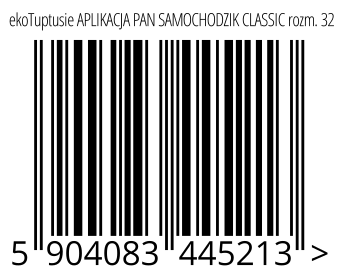 ekoTuptusie APLIKACJA PAN SAMOCHODZIK CLASSIC rozm. 32
5 904083 445213 >